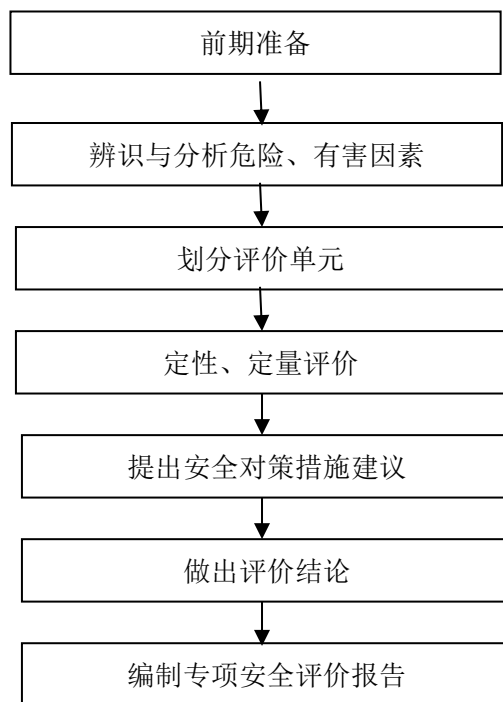 前期准备
辨识与分析危险、有害因素
划分评价单元
定性、定量评价
提出安全对策措施建议
做出评价结论
编制专项安全评价报告